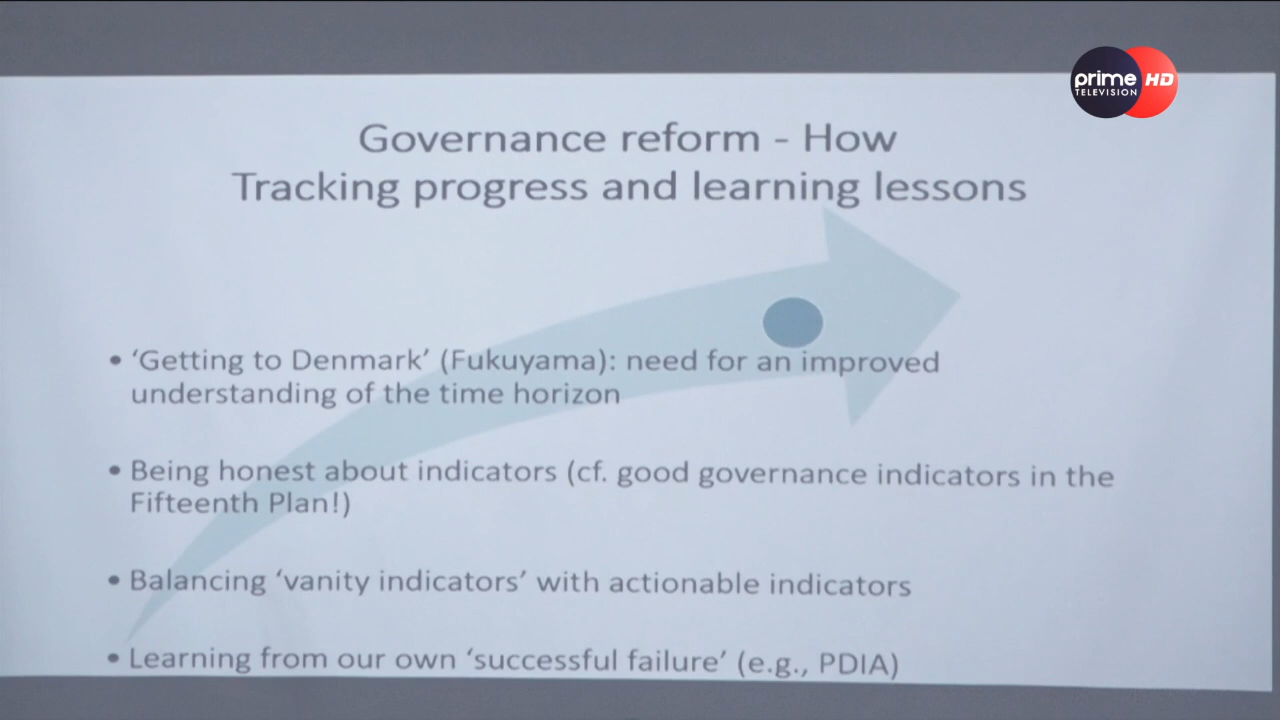 prime HD
TELEVISION
Governance reform - How
Tracking progress and learning lessons
• ‘Getting to Denmark’ (Fukuyama): need for an improved
understanding of the time horizon
• Being honest about indicators (cf. good governance indicators in the
Fifteenth Plan!)
• Balancing ‘vanity indicators’ with actionable indicators
• Learning from our own ‘successful failure’ (e.g., PDIA)